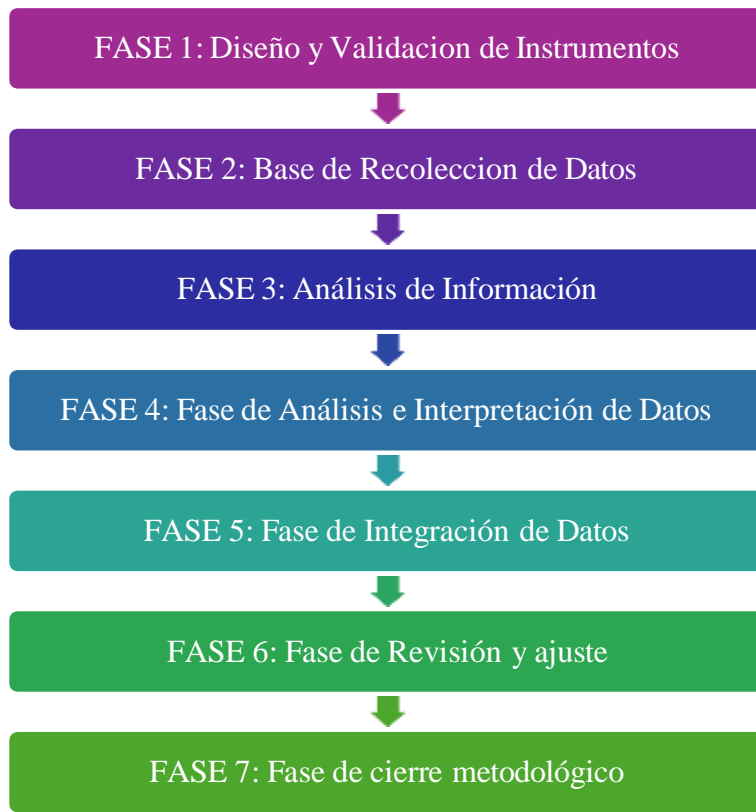 FASE 1: Diseño y Validacion de Instrumentos
FASE 2: Base de Recoleccion de Datos
FASE 3: Análisis de Información
FASE 4: Fase de Análisis e Interpretación de Datos
FASE 5: Fase de Integración de Datos
FASE 6: Fase de Revisión y ajuste
FASE 7: Fase de cierre metodológico